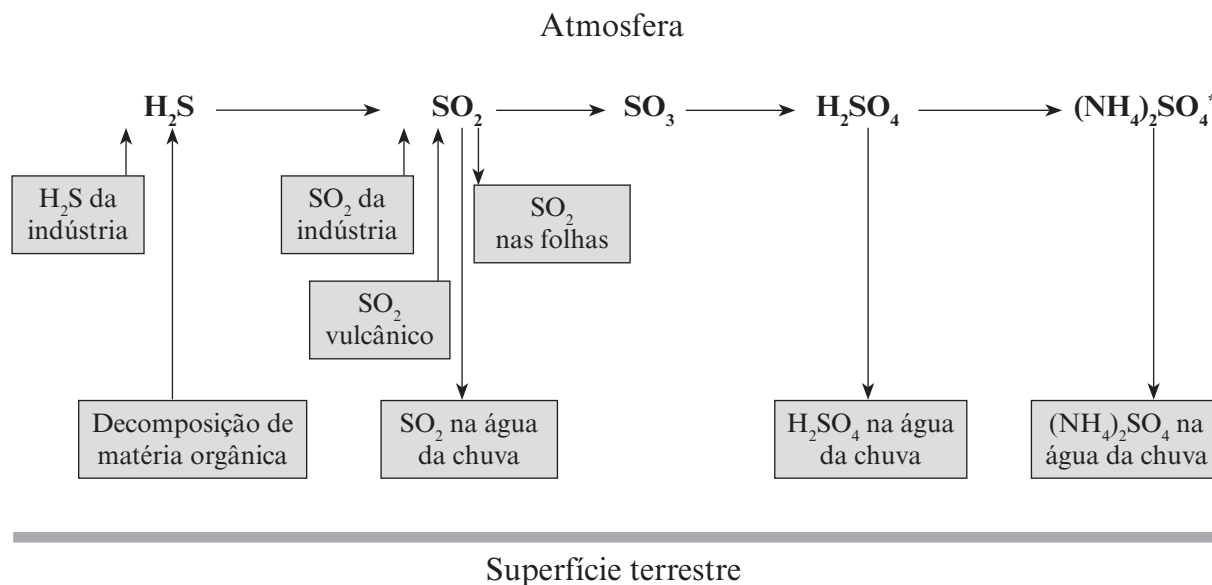 Atmosfera
H₂S
SO₂
SO₃
H₂SO₄
(NH₄)₂SO₄*
H₂S da
indústria
SO₂ da
indústria
SO₂
nas folhas
SO₂
vulcânico
Decomposição de
matéria orgânica
SO₂ na água
da chuva
H₂SO₄ na água
da chuva
(NH₄)₂SO₄ na
água da chuva
Superfície terrestre